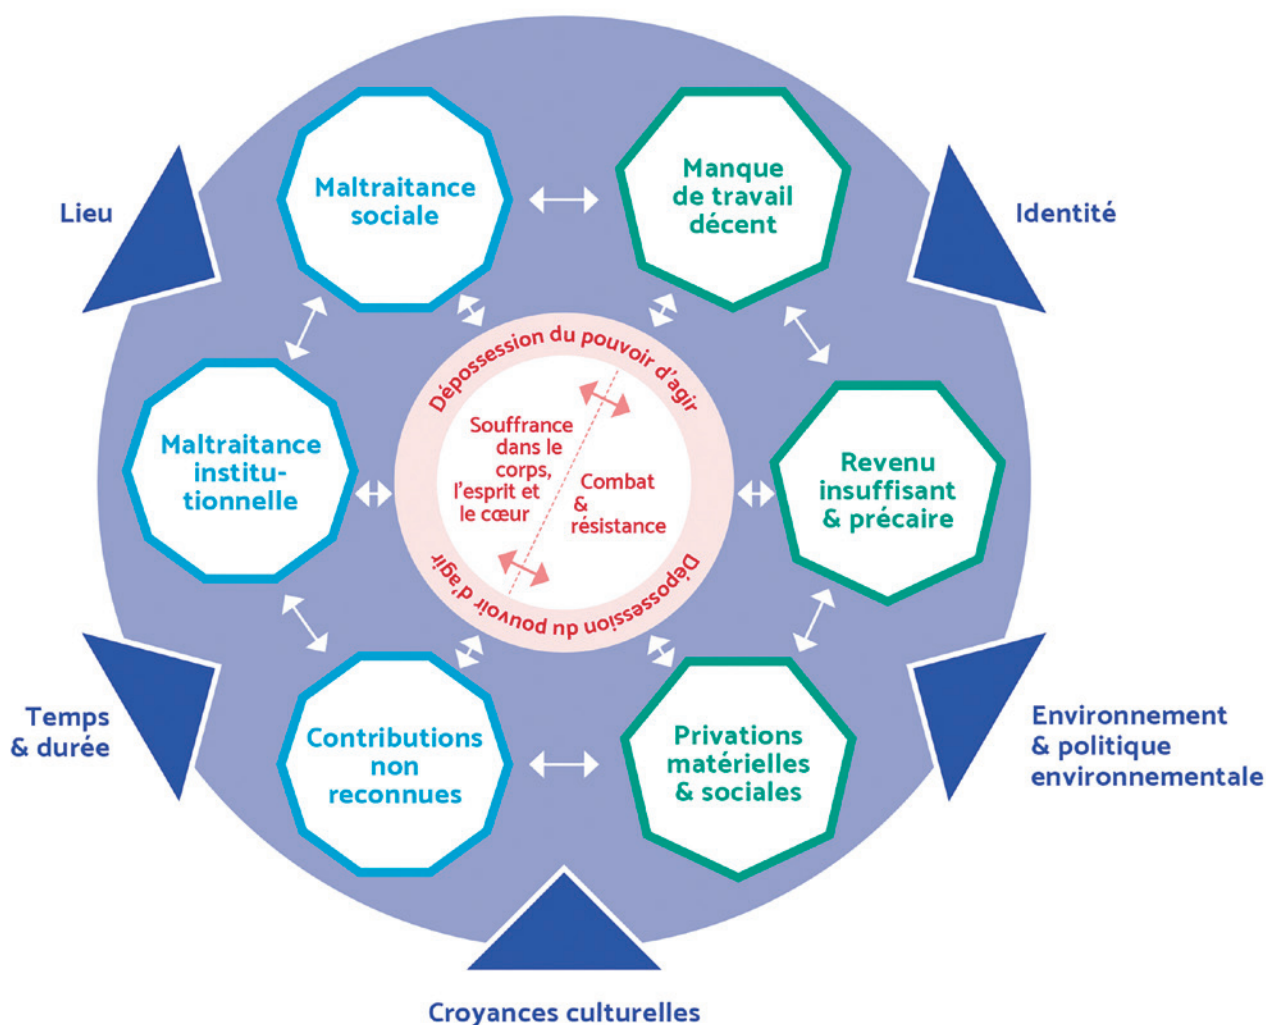 Maltraitance
sociale
Manque
de travail
décent
Lieu
Identité
Dépossession du pouvoir d'agir
Souffrance
dans le
corps,
l'esprit et
le cœur
Combat
&
résistance
Dépossession du pouvoir d'agir
Maltraitance
institu-
tionnelle
Revenu
insuffisant
& précaire
Temps
& durée
Contributions
non
reconnues
Privations
matérielles
& sociales
Environnement
& politique
environnementale
Croyances culturelles